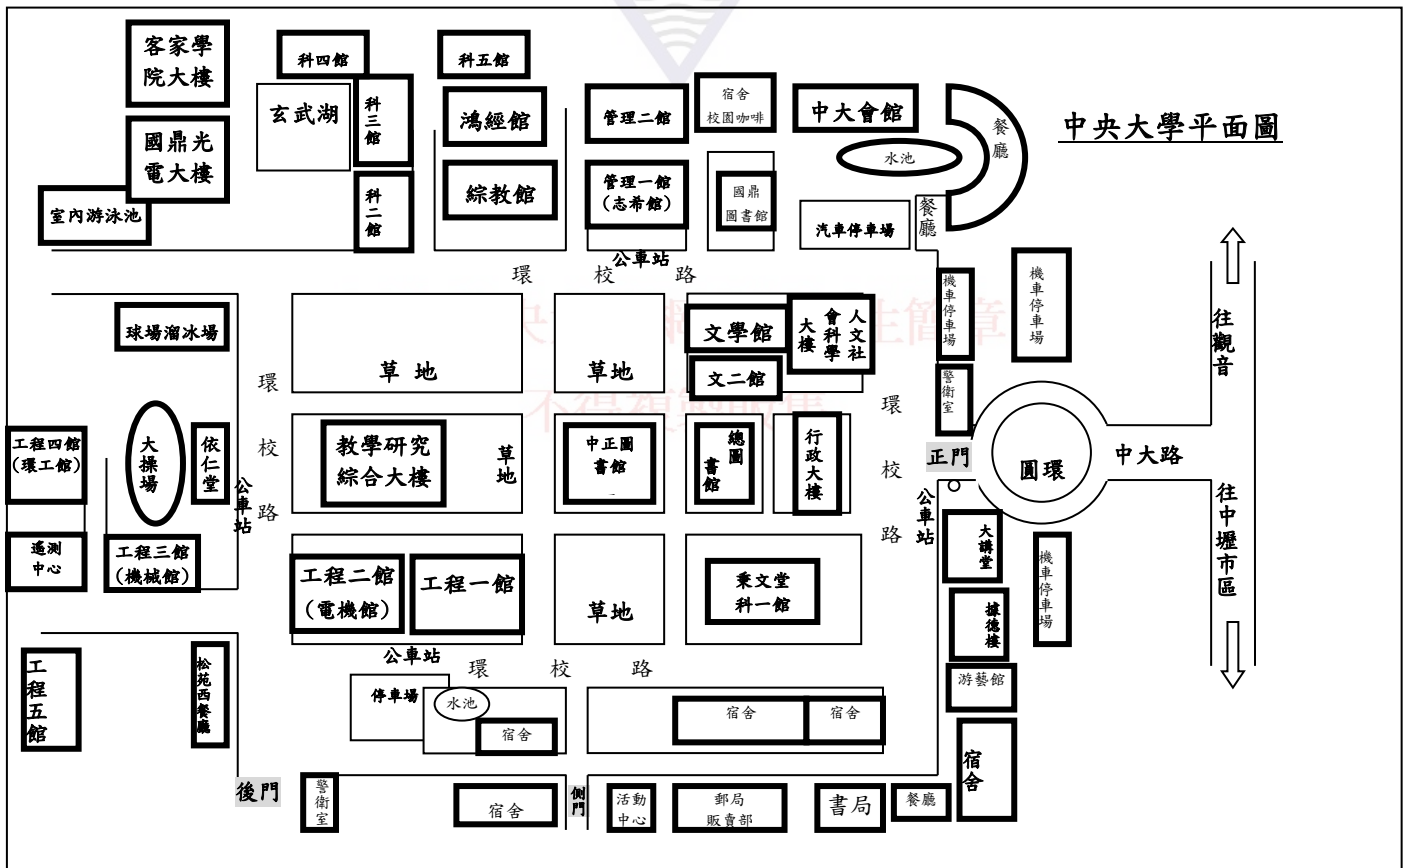 中央大學平面圖
客家學
院大樓
國鼎光
電大樓
室內游泳池
科四館
玄武湖
科三館
科二館
科五館
鴻經館
綜教館
管理二館
管理一館
(志希館)
宿舍
校園咖啡
國鼎
圖書館
中大會館
水池
餐廳
餐廳
汽車停車場
公車站
環校路
機車停車場
機車停車場
往觀音
球場溜冰場
草地
草地
文學館
文二館
人文社
會科學
大樓
警衛室
環校路
環校路
工程四館
(環工館)
大操場
依仁堂
公車站
教學研究
綜合大樓
草地
中正圖
書館
總圖
書館
行政大樓
正門
圓環
中大路
往中壢市區
公車站
遙測
中心
工程三館
(機械館)
工程二館
(電機館)
工程一館
草地
秉文堂
科一館
大講堂
機車停車場
據德樓
公車站
環校路
工程五館
松苑西餐廳
停車場
水池
宿舍
宿舍
宿舍
游藝館
宿舍
後門
警衛室
宿舍
側門
活動
中心
郵局
販賣部
書局
餐廳